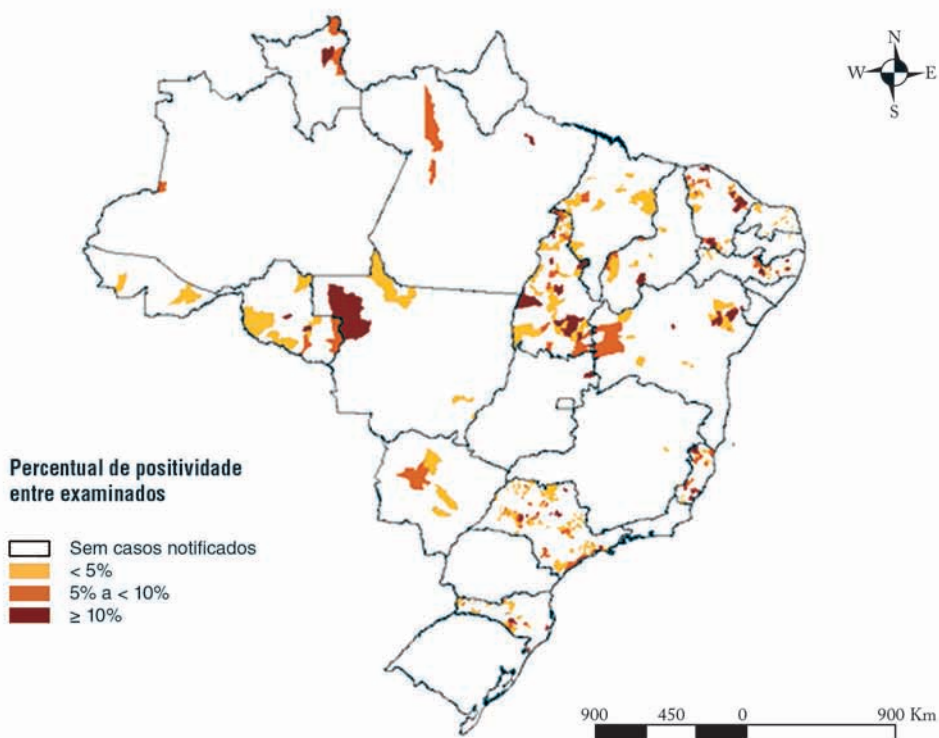 N
W E
S
Percentual de positividade
entre examinados
Sem casos notificados
< 5%
5% a < 10%
≥ 10%
900 450 0 900 Km